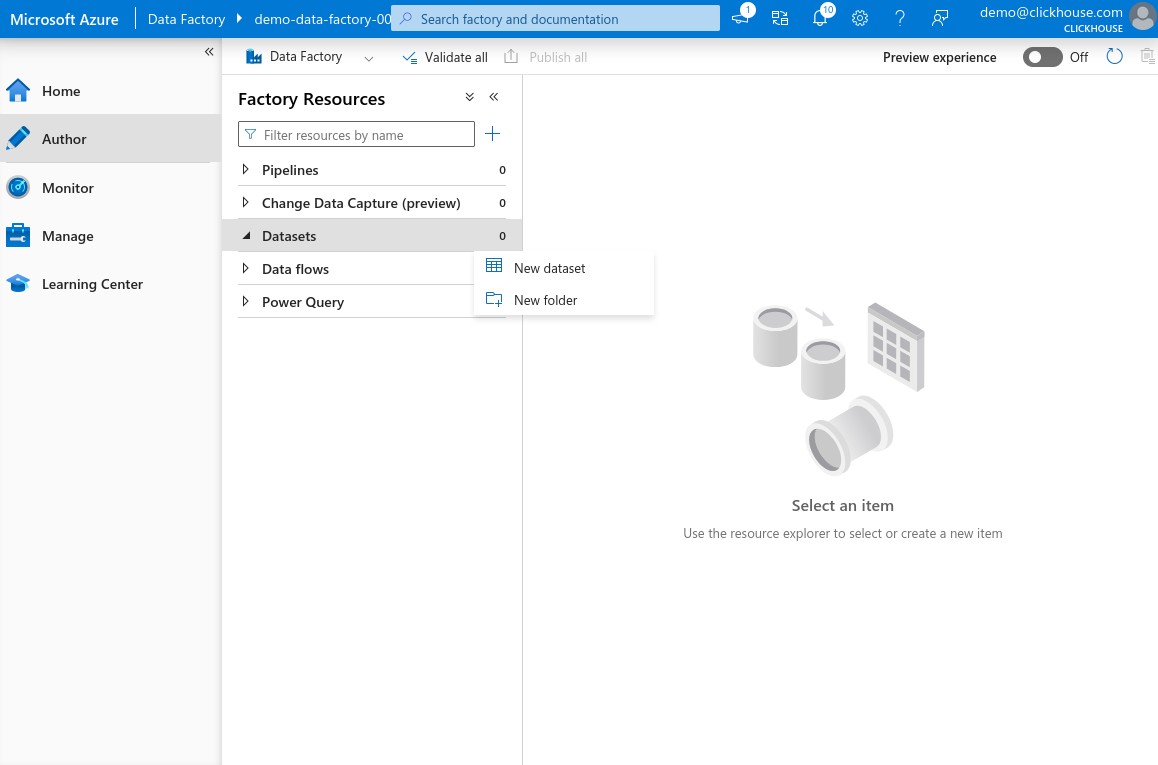 Microsoft Azure
Data Factory
demo-data-factory-00
Search factory and documentation
1
10
demo@clickhouse.com
CLICKHOUSE
Data Factory
Validate all
Publish all
Preview experience
Off
Home
Author
Monitor
Manage
Learning Center
Factory Resources
Filter resources by name
Pipelines 0
Change Data Capture (preview) 0
Datasets 0
Data flows
Power Query
New dataset
New folder
Select an item
Use the resource explorer to select or create a new item